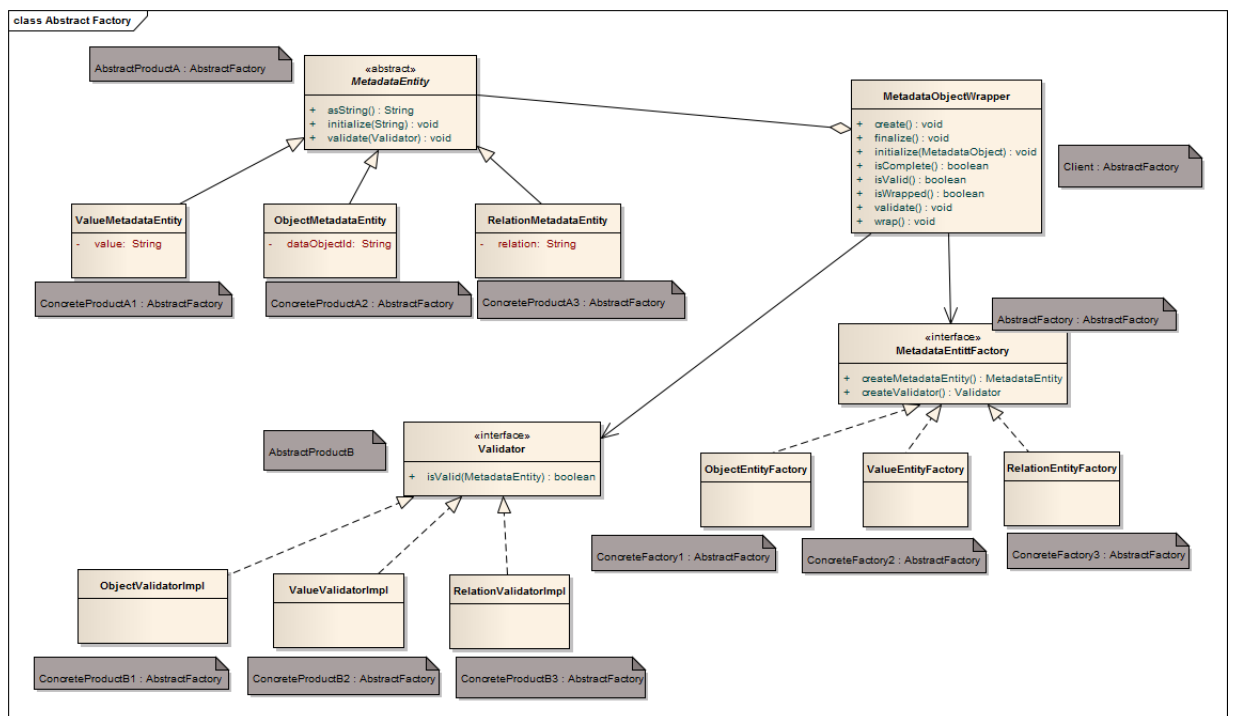 class Abstract Factory
AbstractProductA : AbstractFactory
«abstract»
MetadataEntity
+ asString() : String
+ initialize(String) : void
+ validate(Validator) : void
MetadataObjectWrapper
+ create() : void
+ finalize() : void
+ initialize(MetadataObject) : void
+ isComplete() : boolean
+ isValid() : boolean
+ isWrapped() : boolean
+ validate() : void
+ wrap() : void
Client : AbstractFactory
ValueMetadataEntity
- value: String
ObjectMetadataEntity
- dataObjectId: String
RelationMetadataEntity
- relation: String
ConcreteProductA1 : AbstractFactory
ConcreteProductA2 : AbstractFactory
ConcreteProductA3 : AbstractFactory
AbstractFactory : AbstractFactory
«interface»
MetadataEntittFactory
+ createMetadataEntity() : MetadataEntity
+ createValidator() : Validator
AbstractProductB
«interface»
Validator
+ isValid(MetadataEntity) : boolean
ObjectEntityFactory
ValueEntityFactory
RelationEntityFactory
ConcreteFactory1 : AbstractFactory
ConcreteFactory2 : AbstractFactory
ConcreteFactory3 : AbstractFactory
ObjectValidatorImpl
ValueValidatorImpl
RelationValidatorImpl
ConcreteProductB1 : AbstractFactory
ConcreteProductB2 : AbstractFactory
ConcreteProductB3 : AbstractFactory